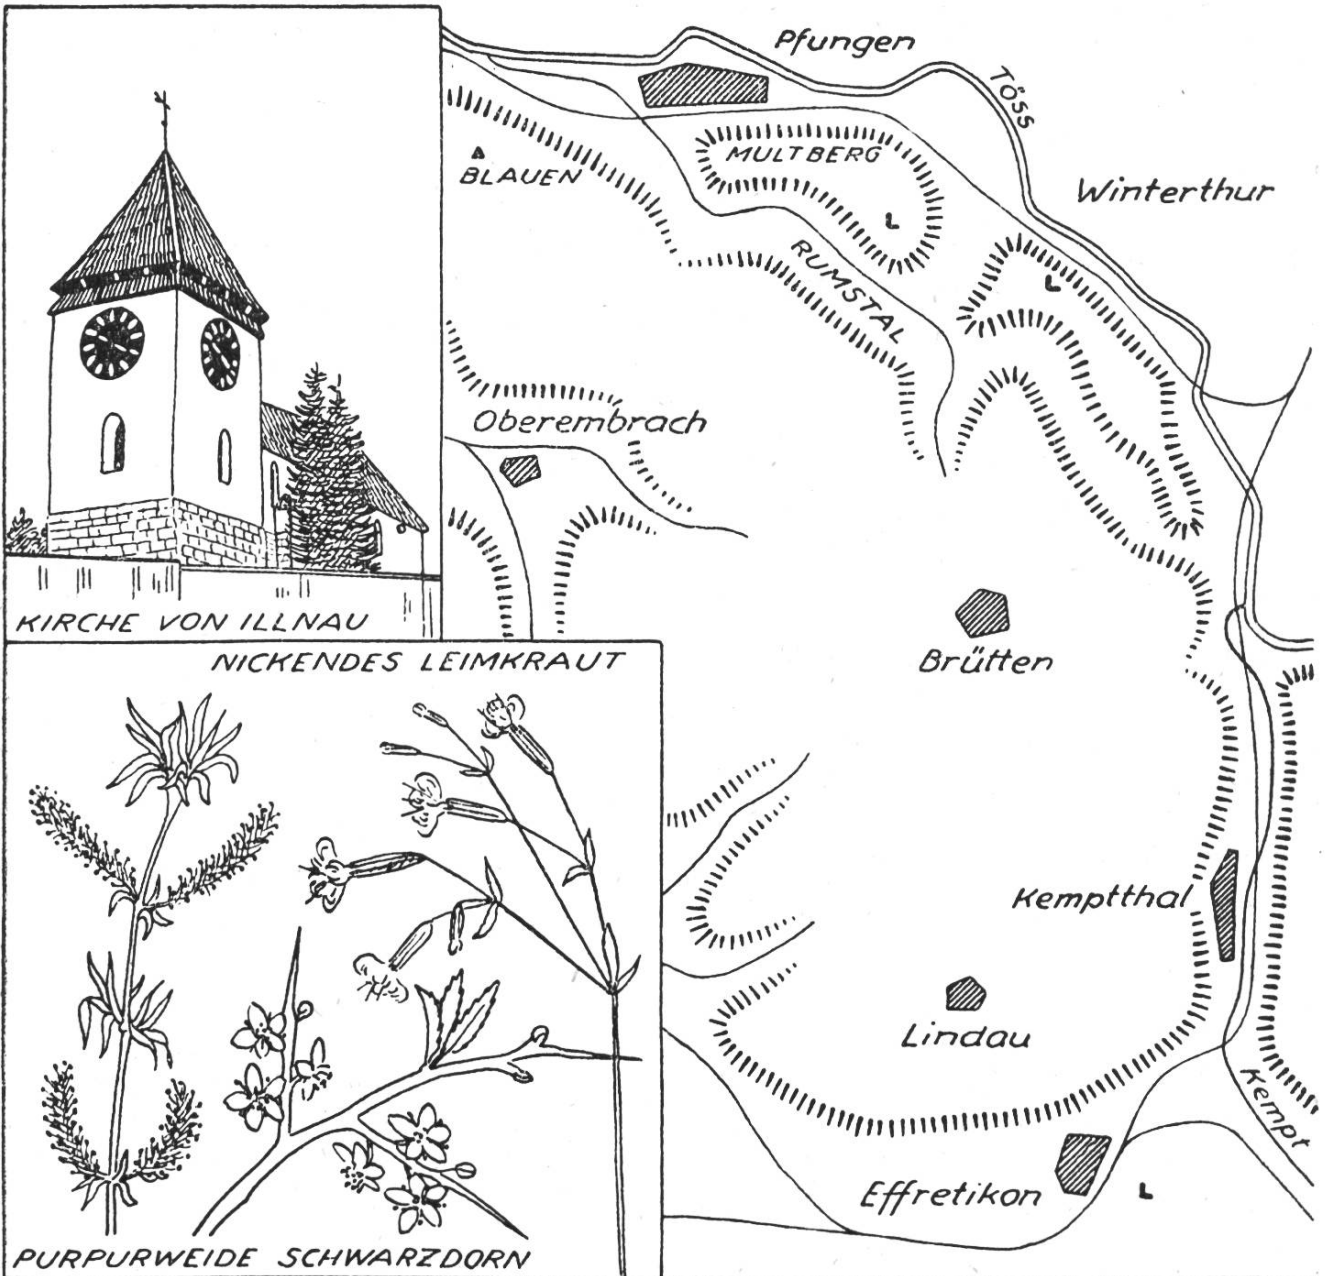 Pfungen
Töss
MULTBERG
BLAUEN
Winterthur
L
RUMSTAL
L
Oberembrach
KIRCHE VON ILLNAU
NICKENDES LEIMKRAUT
Brütten
Kemptthal
Lindau
Kempt
Effretikon
L
PURPURWEIDE SCHWARZDORN